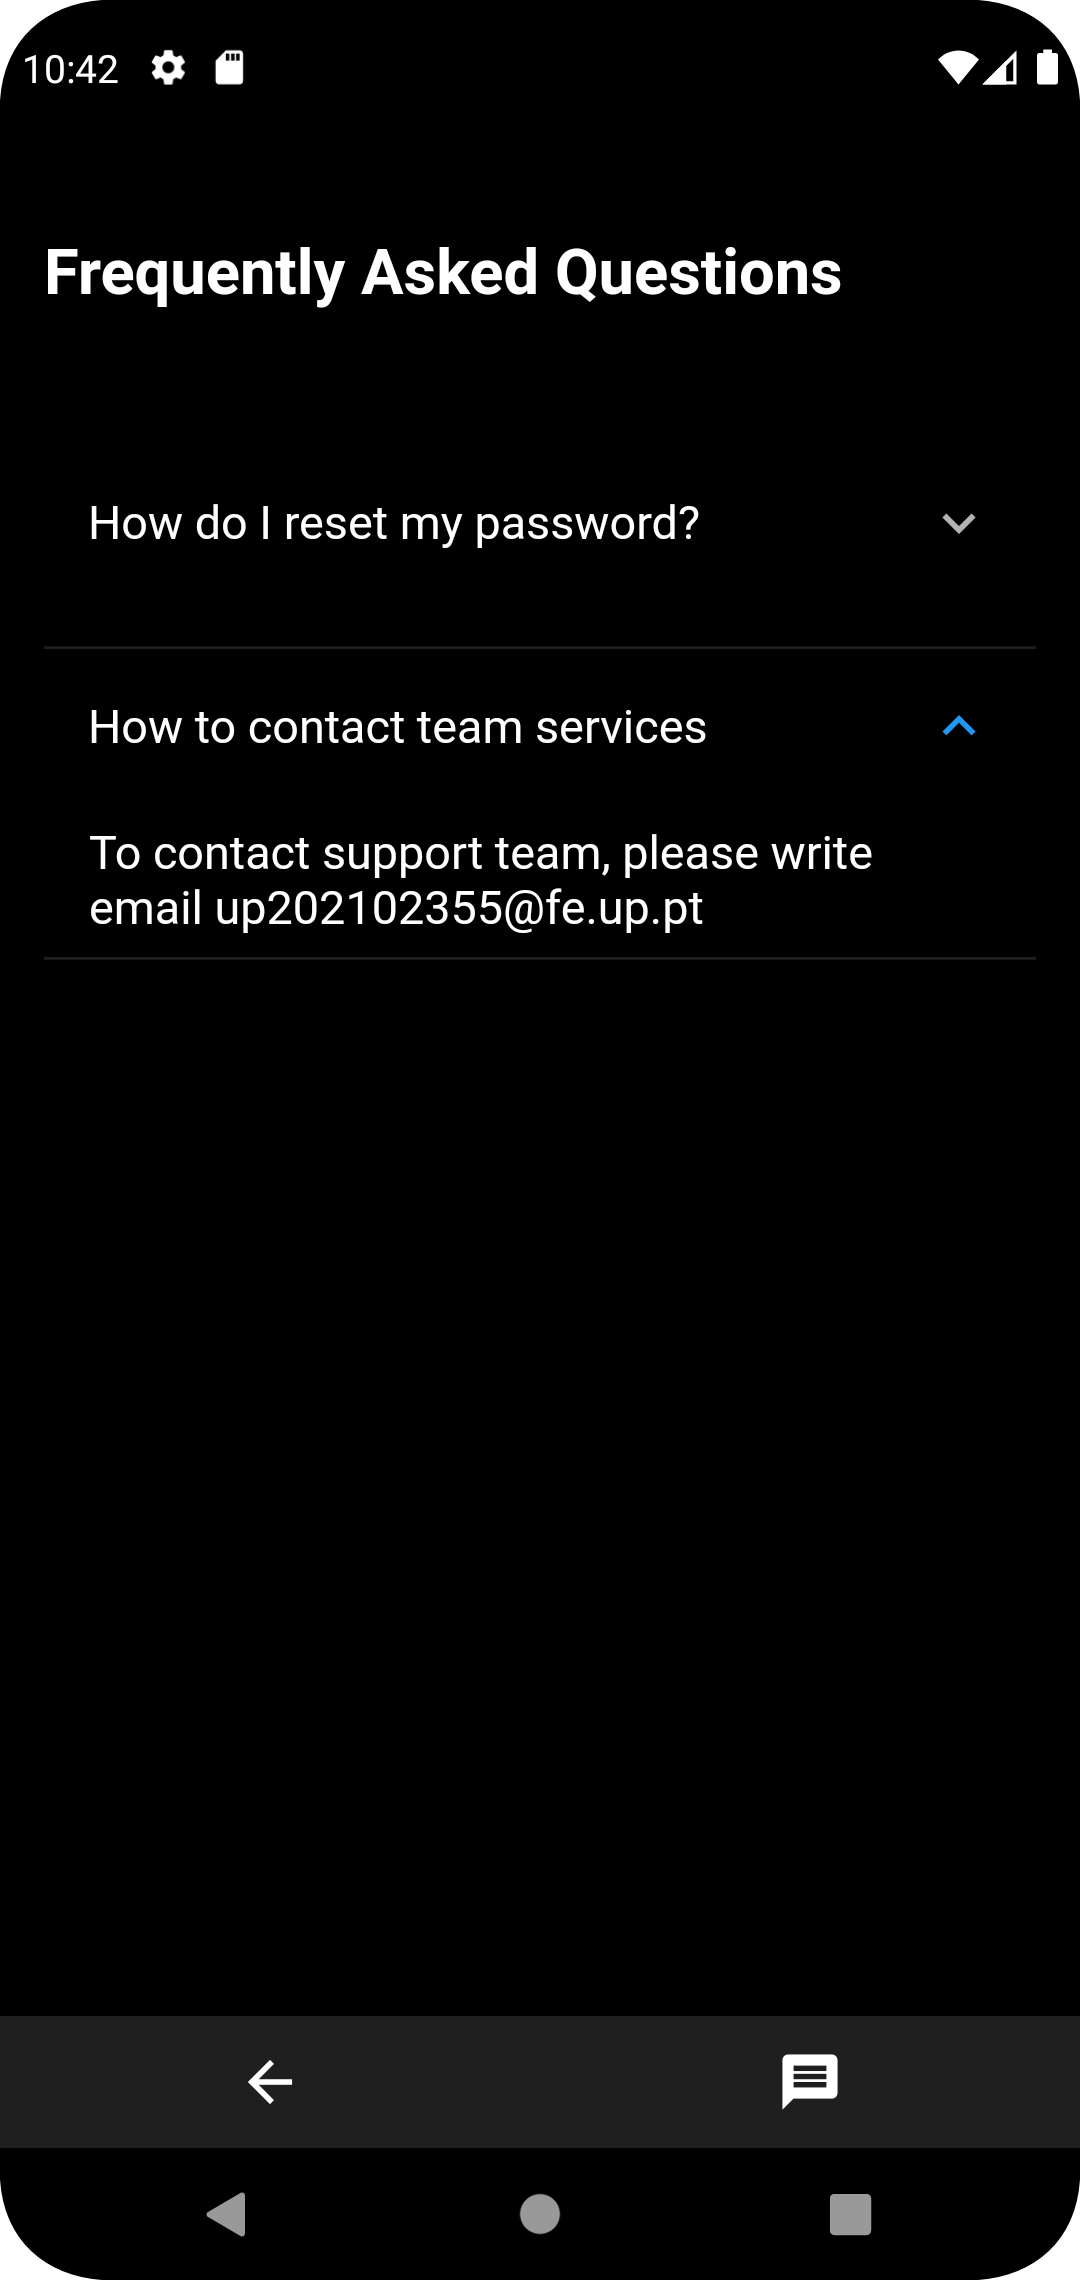 10:42
Frequently Asked Questions
How do I reset my password?
How to contact team services
To contact support team, please write
email up202102355@fe.up.pt